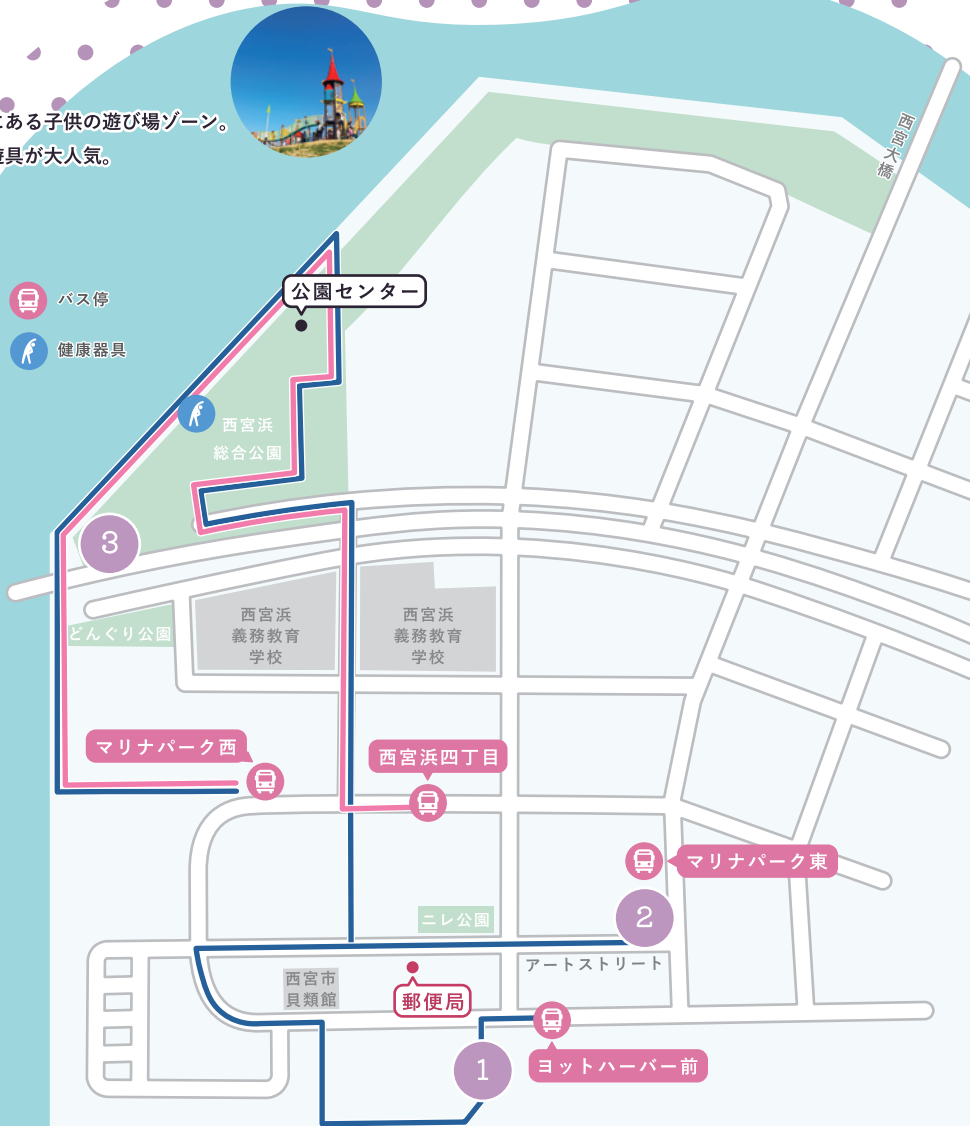 にある子供の遊び場ゾーン。
遊具が大人気。
西宮大橋
公園センター
バス停
健康器具
西宮浜
総合公園
3
西宮浜
義務教育
学校
西宮浜
義務教育
学校
どんぐり公園
マリナパーク西
西宮浜四丁目
マリナパーク東
2
ニレ公園
アートストリート
西宮市
貝類館
郵便局
1
ヨットハーバー前